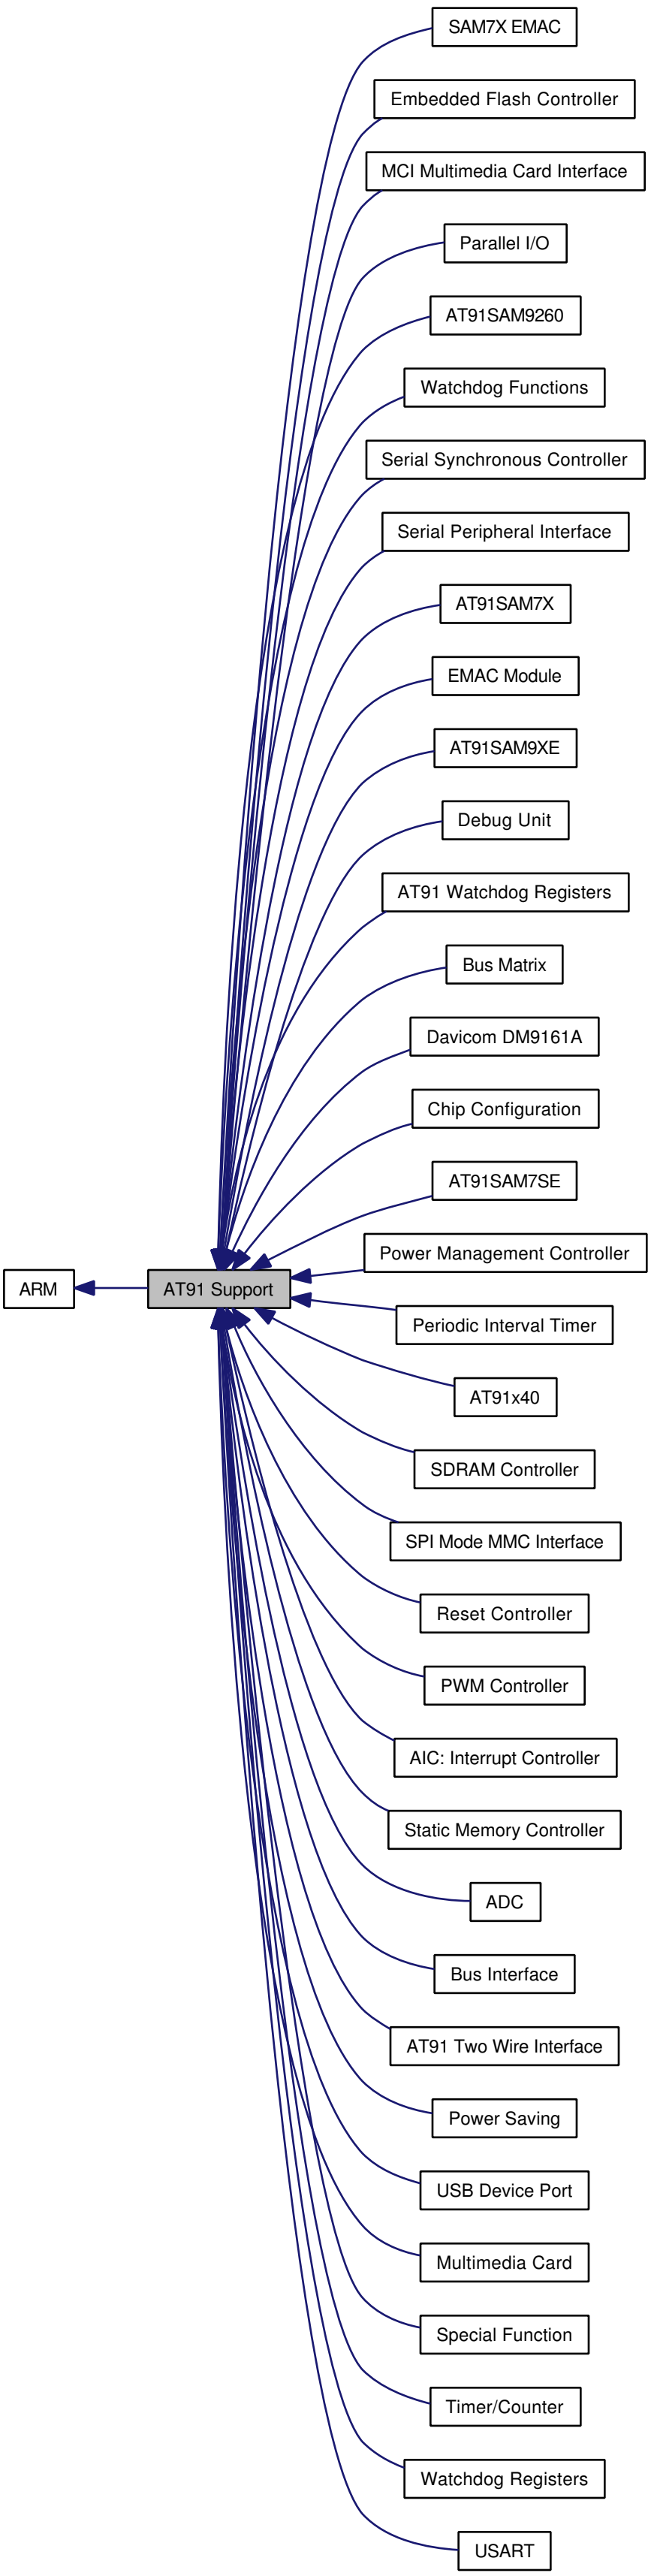 SAM7X EMAC
Embedded Flash Controller
MCI Multimedia Card Interface
Parallel I/O
AT91SAM9260
Watchdog Functions
Serial Synchronous Controller
Serial Peripheral Interface
AT91SAM7X
EMAC Module
AT91SAM9XE
Debug Unit
AT91 Watchdog Registers
Bus Matrix
Davicom DM9161A
Chip Configuration
AT91SAM7SE
Power Management Controller
ARM
AT91 Support
Periodic Interval Timer
AT91x40
SDRAM Controller
SPI Mode MMC Interface
Reset Controller
PWM Controller
AIC: Interrupt Controller
Static Memory Controller
ADC
Bus Interface
AT91 Two Wire Interface
Power Saving
USB Device Port
Multimedia Card
Special Function
Timer/Counter
Watchdog Registers
USART